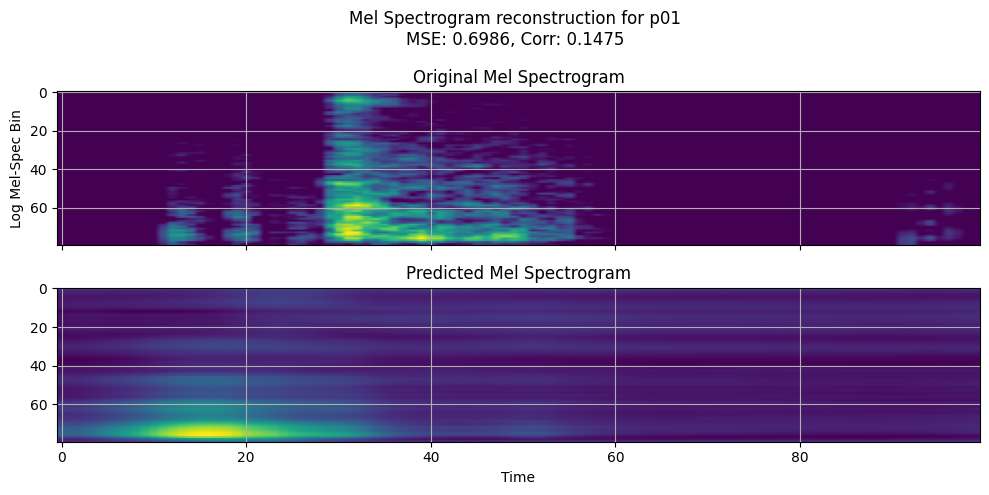 Mel Spectrogram reconstruction for p01
MSE: 0.6986, Corr: 0.1475
Original Mel Spectrogram
Log Mel-Spec Bin
0
20
40
60
Predicted Mel Spectrogram
0
20
40
60
0 20 40 60 80
Time